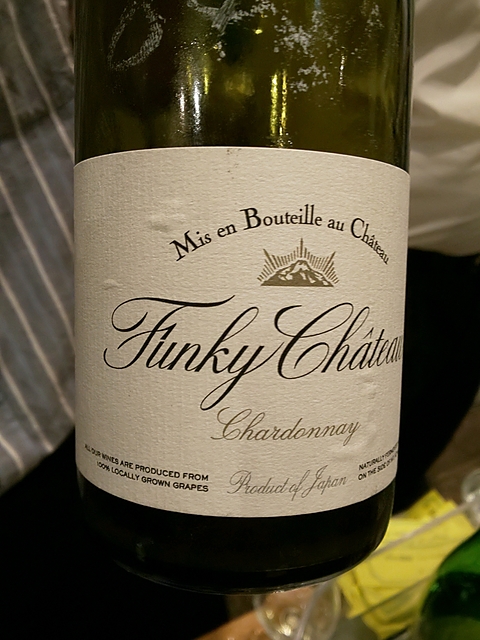 Mis en Bouteille au Château
Funky Château
Chardonnay
ALL OUR WINES ARE PRODUCED FROM
100% LOCALLY GROWN GRAPES
Product of Japan
NATURALLY
ON THE SIDE